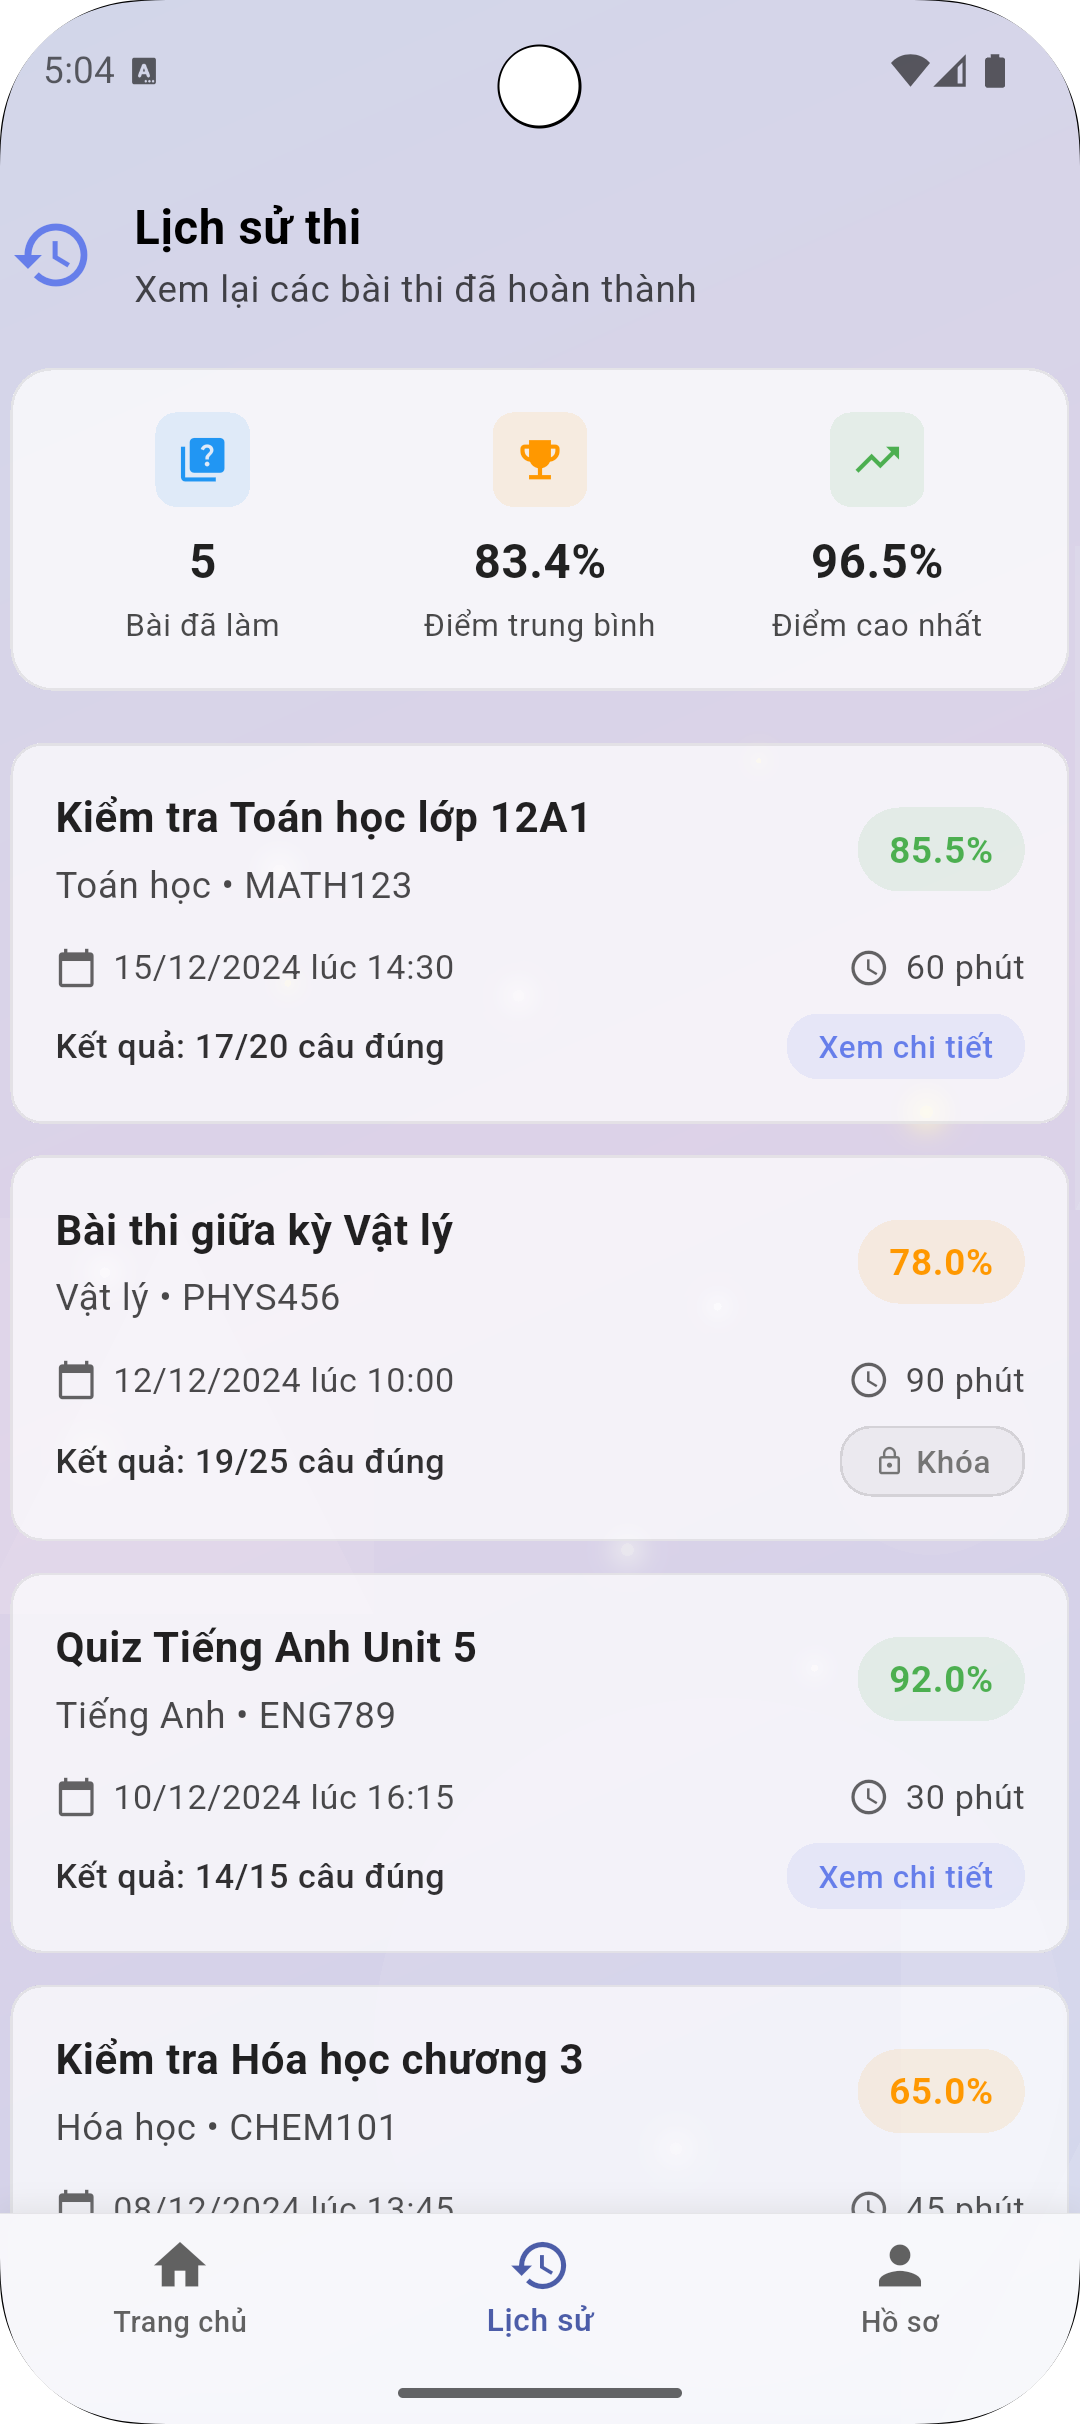 5:04
Lịch sử thi
Xem lại các bài thi đã hoàn thành
5 83.4% 96.5%
Bài đã làm Điểm trung bình Điểm cao nhất
Kiểm tra Toán học lớp 12A1
85.5%
Toán học • MATH123
15/12/2024 lúc 14:30 60 phút
Kết quả: 17/20 câu đúng Xem chi tiết
Bài thi giữa kỳ Vật lý
78.0%
Vật lý • PHYS456
12/12/2024 lúc 10:00 90 phút
Kết quả: 19/25 câu đúng Khóa
Quiz Tiếng Anh Unit 5
92.0%
Tiếng Anh • ENG789
10/12/2024 lúc 16:15 30 phút
Kết quả: 14/15 câu đúng Xem chi tiết
Kiểm tra Hóa học chương 3
65.0%
Hóa học • CHEM101
08/12/2024 lúc 13:45 45 phút
Trang chủ Lịch sử Hồ sơ